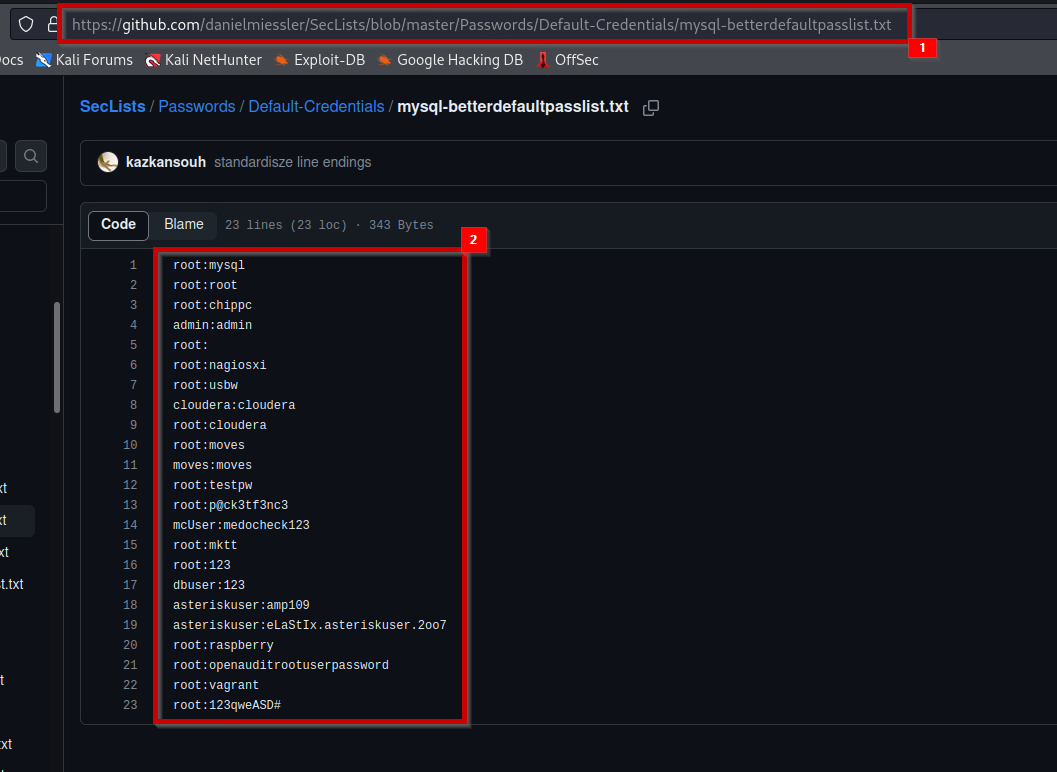 https://github.com/danielmiessler/SecLists/blob/master/Passwords/Default-Credentials/mysql-betterdefaultpasslist.txt
1
ocs Kali Forums Kali NetHunter Exploit-DB Google Hacking DB OffSec
SecLists / Passwords / Default-Credentials / mysql-betterdefaultpasslist.txt
kazkansouh standardisze line endings
Code Blame 23 lines (23 loc) · 343 Bytes
2
1 root:mysql
2 root:root
3 root:chippc
4 admin:admin
5 root:
6 root:nagiosxi
7 root:usbw
8 cloudera:cloudera
9 root:cloudera
10 root:moves
11 moves:moves
12 root:testpw
13 root:p@ck3tf3nc3
14 mcUser:medocheck123
15 root:mktt
16 root:123
17 dbuser:123
18 asteriskuser:amp109
19 asteriskuser:eLaStIx.asteriskuser.2oo7
20 root:raspberry
21 root:openauditrootuserpassword
22 root:vagrant
23 root:123qweASD#
xt
xt
xt
t.txt
t
xt